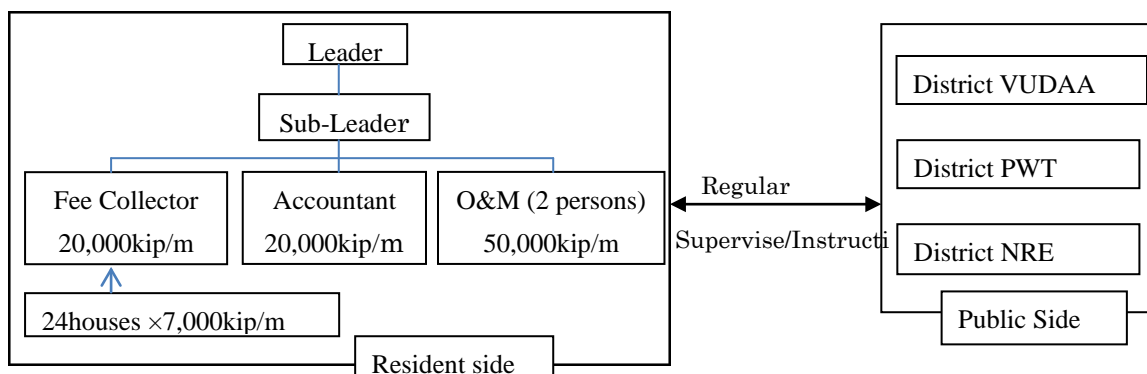 Leader
Sub-Leader
Fee Collector
20,000kip/m
Accountant
20,000kip/m
O&M (2 persons)
50,000kip/m
24houses ×7,000kip/m
Resident side
Regular
Supervise/Instructi
District VUDAA
District PWT
District NRE
Public Side